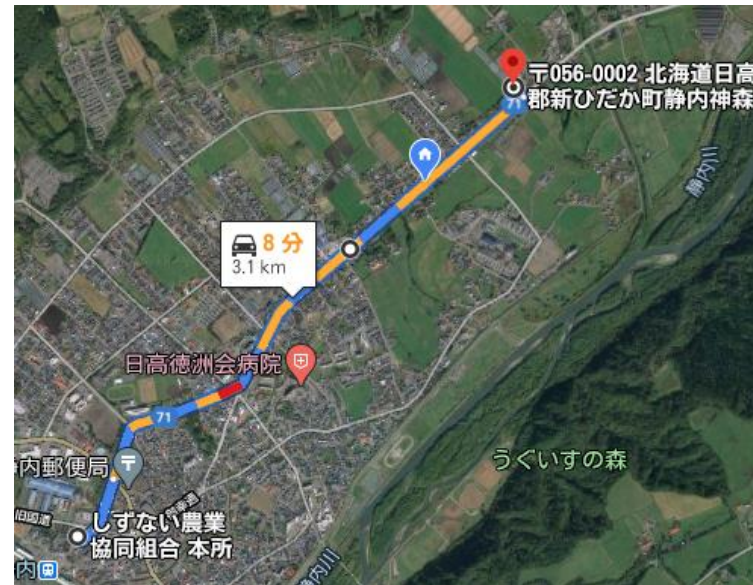 〒056-0002 北海道日高
郡新ひだか町静内神森
71
静内川
8 分
3.1 km
日高徳洲会病院
71
内郵便局
うぐいすの森
旧国道
しずない農業
協同組合 本所
静内川
内